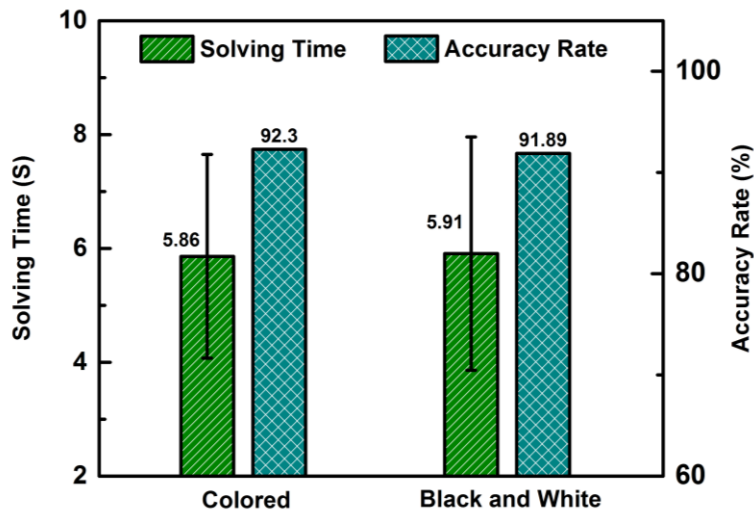 10
8
6
4
2
Solving Time (S)
Solving Time
Accuracy Rate
5.86
92.3
5.91
91.89
100
80
60
Accuracy Rate (%)
Colored
Black and White